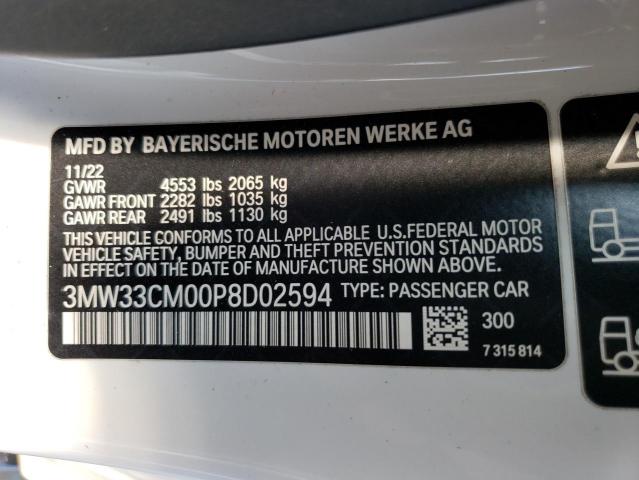 MFD BY BAYERISCHE MOTOREN WERKE AG
11/22
GVWR 4553 lbs 2065 kg
GAWR FRONT 2282 lbs 1035 kg
GAWR REAR 2491 lbs 1130 kg
THIS VEHICLE CONFORMS TO ALL APPLICABLE U.S.FEDERAL MOTOR
VEHICLE SAFETY, BUMPER AND THEFT PREVENTION STANDARDS
IN EFFECT ON THE DATE OF MANUFACTURE SHOWN ABOVE.
3MW33CM00P8D02594 TYPE: PASSENGER CAR
300
7 315 814